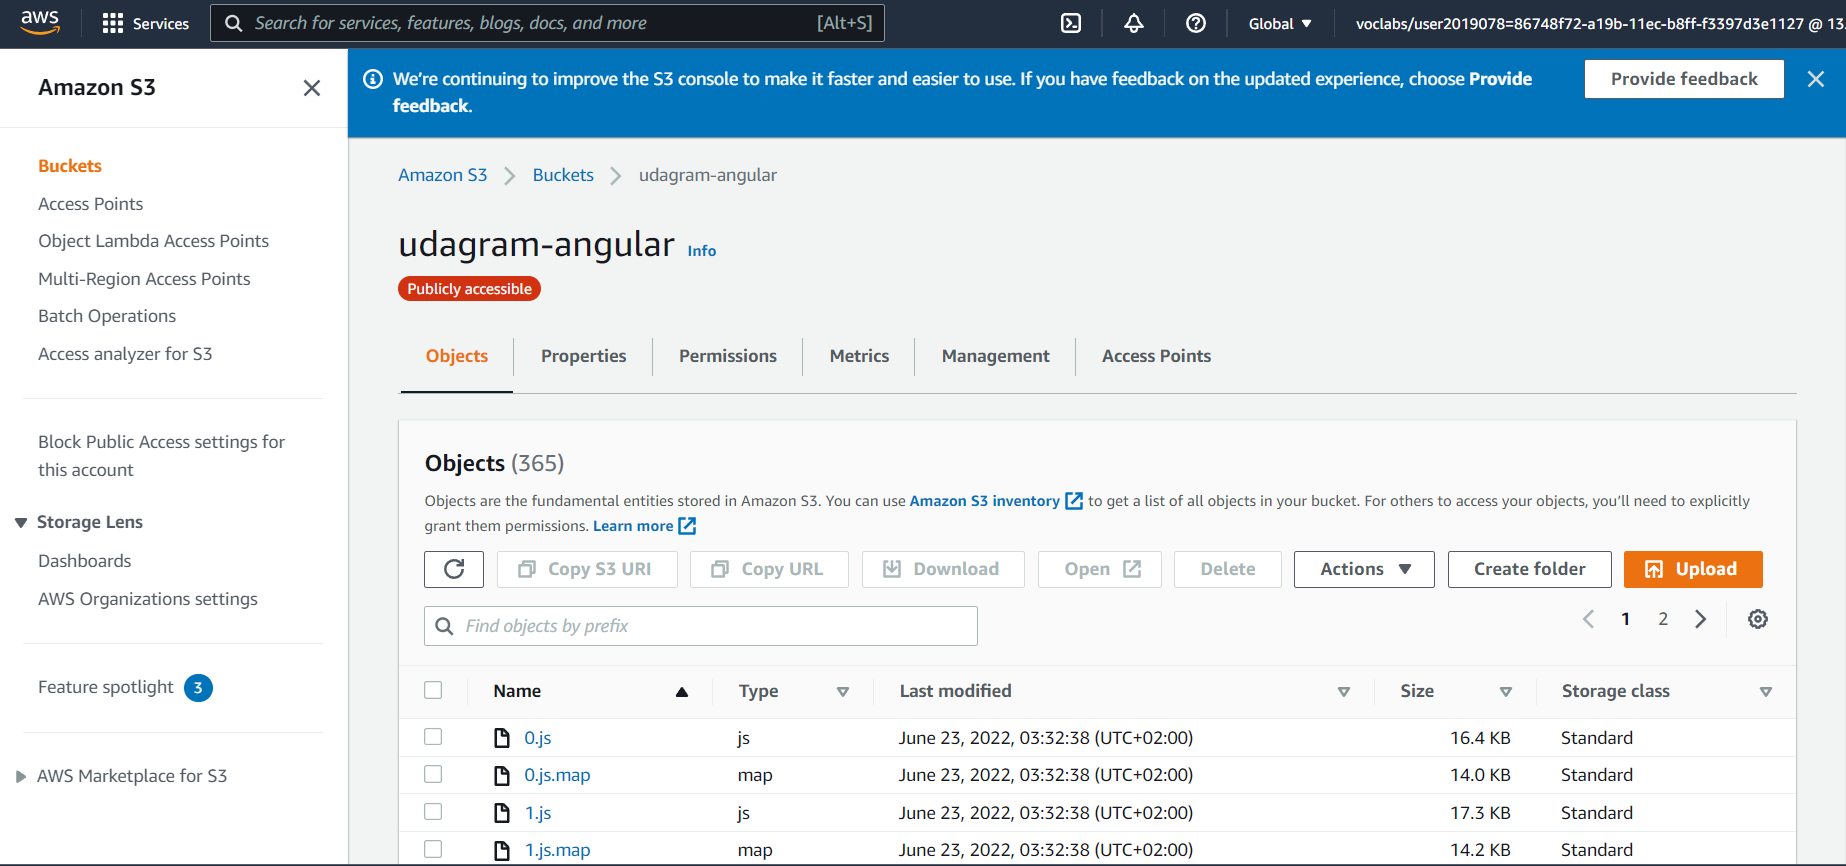 aws
Services
Search for services, features, blogs, docs, and more [Alt+S]
Global
voclabs/user2019078=86748f72-a19b-11ec-b8ff-f3397d3e1127 @ 13.
Amazon S3
We're continuing to improve the S3 console to make it faster and easier to use. If you have feedback on the updated experience, choose Provide
feedback.
Provide feedback
Buckets
Access Points
Object Lambda Access Points
Multi-Region Access Points
Batch Operations
Access analyzer for S3
Block Public Access settings for
this account
Storage Lens
Dashboards
AWS Organizations settings
Feature spotlight 3
AWS Marketplace for S3
Amazon S3 Buckets udagram-angular
udagram-angular Info
Publicly accessible
Objects Properties Permissions Metrics Management Access Points
Objects (365)
Objects are the fundamental entities stored in Amazon S3. You can use Amazon S3 inventory to get a list of all objects in your bucket. For others to access your objects, you'll need to explicitly
grant them permissions. Learn more
Copy S3 URI Copy URL Download Open Delete Actions Create folder Upload
Find objects by prefix
1 2
Name Type Last modified Size Storage class
0.js js June 23, 2022, 03:32:38 (UTC+02:00) 16.4 KB Standard
0.js.map map June 23, 2022, 03:32:38 (UTC+02:00) 14.0 KB Standard
1.js js June 23, 2022, 03:32:38 (UTC+02:00) 17.3 KB Standard
1.js.map map June 23, 2022, 03:32:38 (UTC+02:00) 14.2 KB Standard